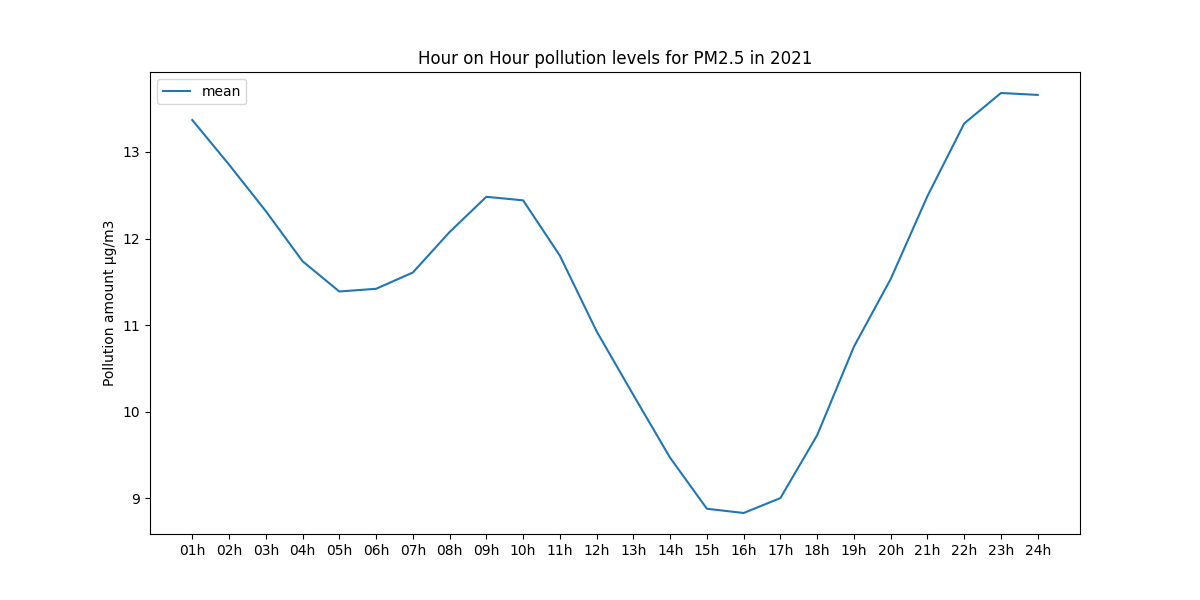 Hour on Hour pollution levels for PM2.5 in 2021
mean
Pollution amount µg/m3
13
12
11
10
9
01h 02h 03h 04h 05h 06h 07h 08h 09h 10h 11h 12h 13h 14h 15h 16h 17h 18h 19h 20h 21h 22h 23h 24h